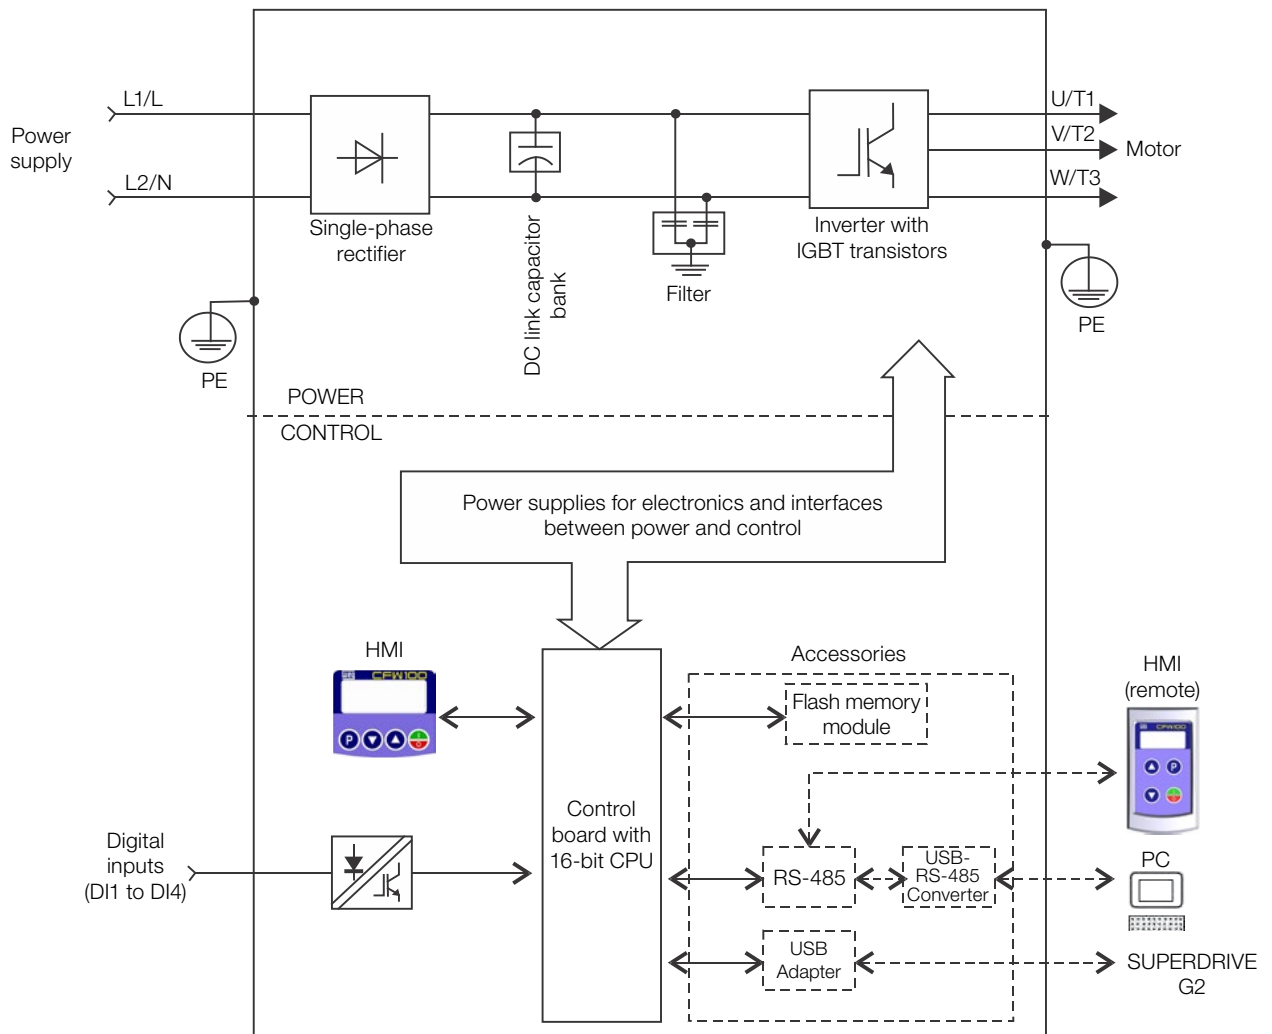 L1/L
Power
supply
L2/N
Single-phase
rectifier
DC link capacitor
bank
Filter
Inverter with
IGBT transistors
U/T1
V/T2
Motor
W/T3
PE
PE
POWER
CONTROL
Power supplies for electronics and interfaces
between power and control
HMI
CFW100
P
Accessories
Flash memory
module
HMI
(remote)
CFW100
P
Control
board with
16-bit CPU
Digital
inputs
(DI1 to DI4)
RS-485
USB-
RS-485
Converter
PC
USB
Adapter
SUPERDRIVE
G2